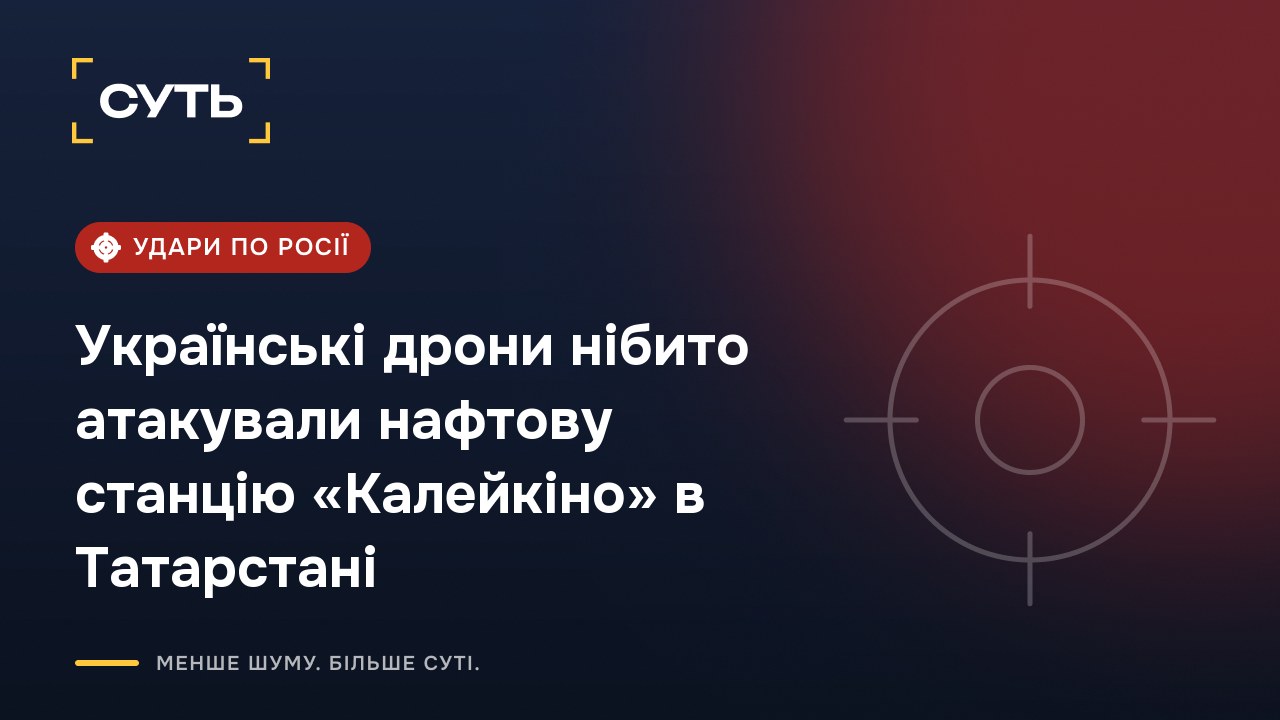 СУТЬ
УДАРИ ПО РОСІЇ
Українські дрони нібито
атакували нафтову
станцію «Калейкіно» в
Татарстані
МЕНШЕ ШУМУ. БІЛЬШЕ СУТІ.